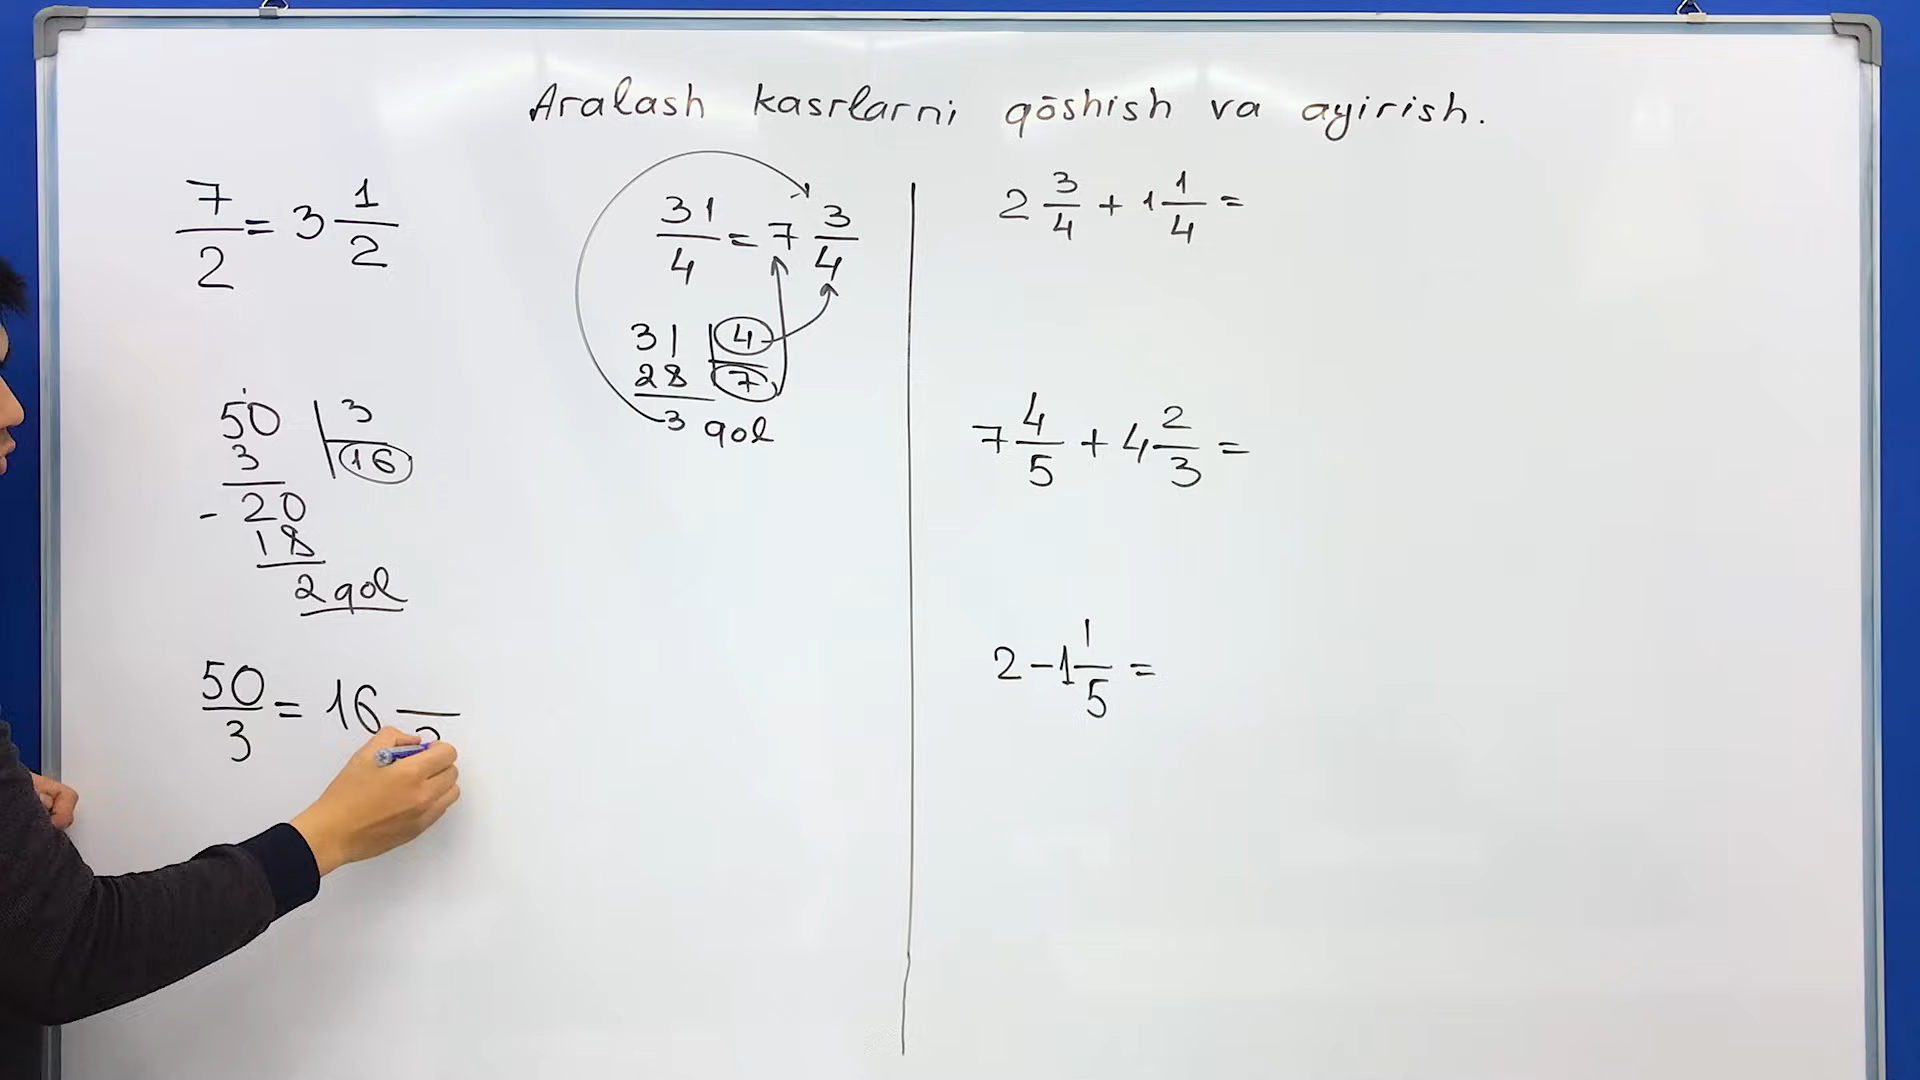 Aralash kasrlarni qōshish va ayirish.
7/2 = 3 1/2
50 | 3
3 | 16
- 20
18
2 qol
50/3 = 16
31/4 = 7 3/4
31 | 4
28 | 7
3 qol
2 3/4 + 1 1/4 =
7 4/5 + 4 2/3 =
2 - 1 1/5 =